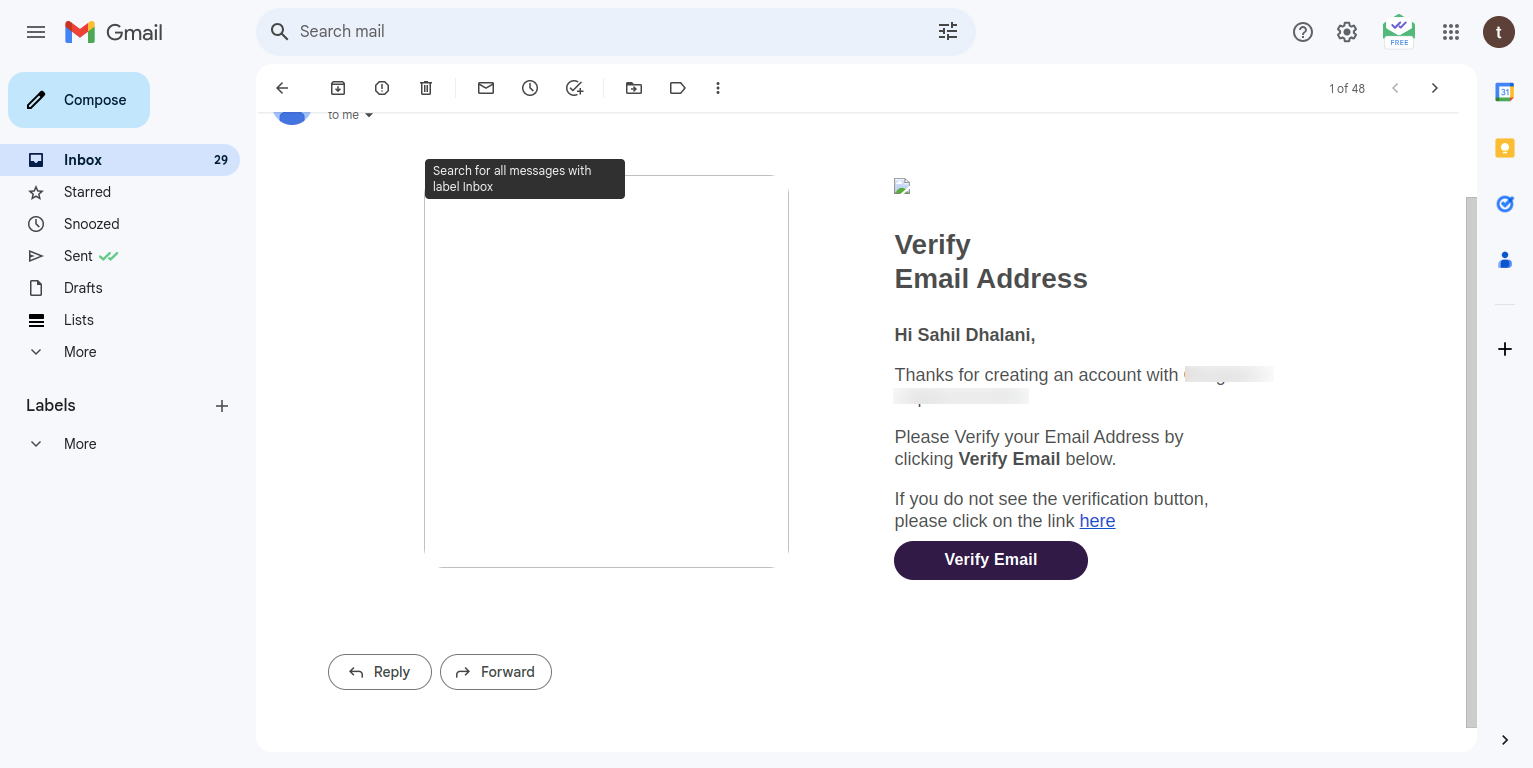 Gmail
Search mail
FREE
t
Compose
1 of 48
31
to me
Inbox 29
Starred
Snoozed
Sent
Drafts
Lists
More
Labels
More
Search for all messages with
label Inbox
Verify
Email Address
Hi Sahil Dhalani,
Thanks for creating an account with
Please Verify your Email Address by
clicking Verify Email below.
If you do not see the verification button,
please click on the link here
Verify Email
Reply
Forward